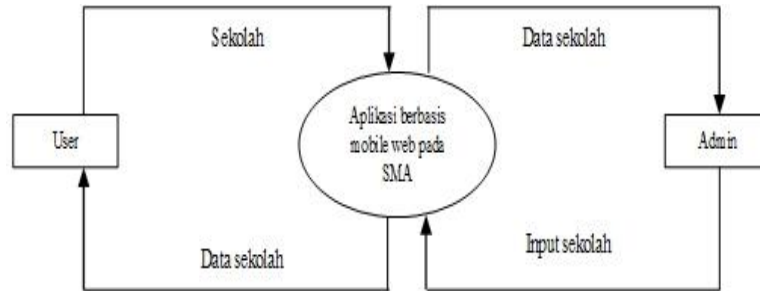 Sekolah
Data sekolah
User
Aplikasi berbasis
mobile web pada
SMA
Admin
Data sekolah
Input sekolah